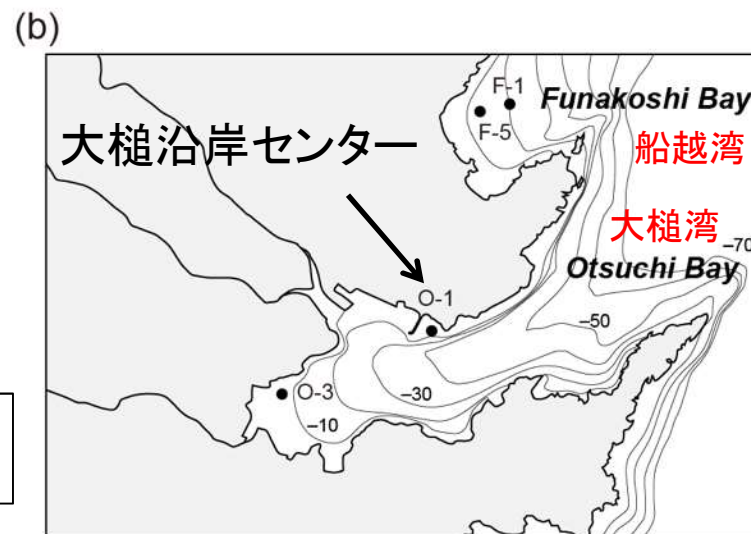 (b)
F-1
Funakoshi Bay
F-5
大槌沿岸センター
船越湾
大槌湾
−70
Otsuchi Bay
O-1
−50
−30
O-3
−10